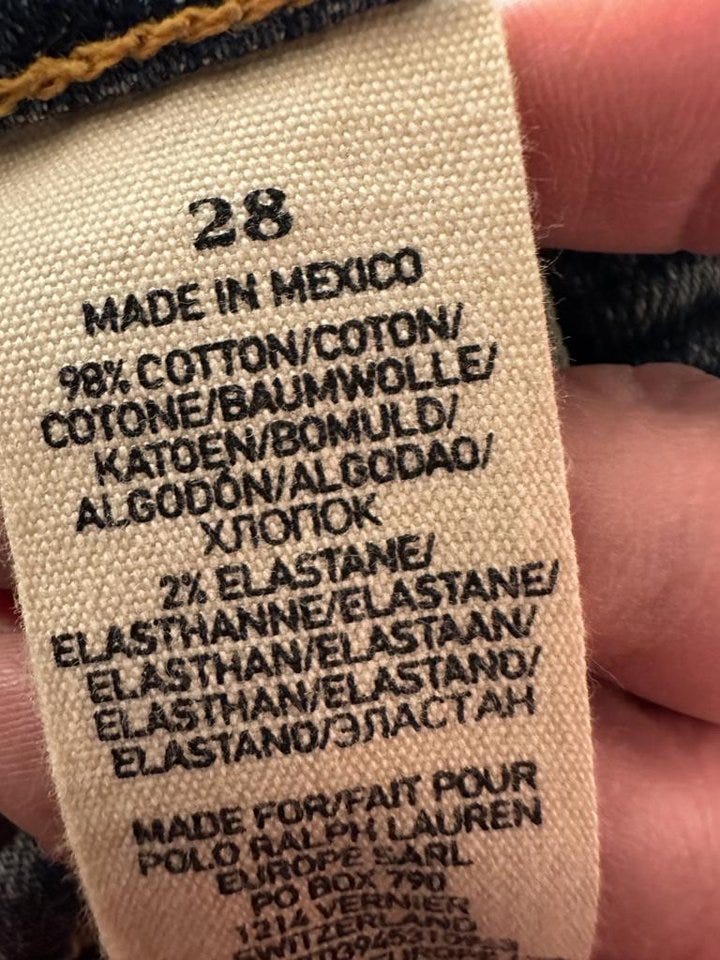 28
MADE IN MEXICO
98% COTTON/COTON/
COTONE/BAUMWOLLE/
KATOEN/BOMULD/
ALGODÓN/ALGODAO/
ХЛОПОК
2% ELASTANE/
ELASTHANNE/ELASTANE/
ELASTHAN/ELASTAAN/
ELASTHAN/ELASTANO/
ELASTANO/ЭЛАСТАН
MADE FOR/FAIT POUR
POLO RALPH LAUREN
EUROPE SARL
PO BOX 790
1214 VERNIER
SWITZERLAND